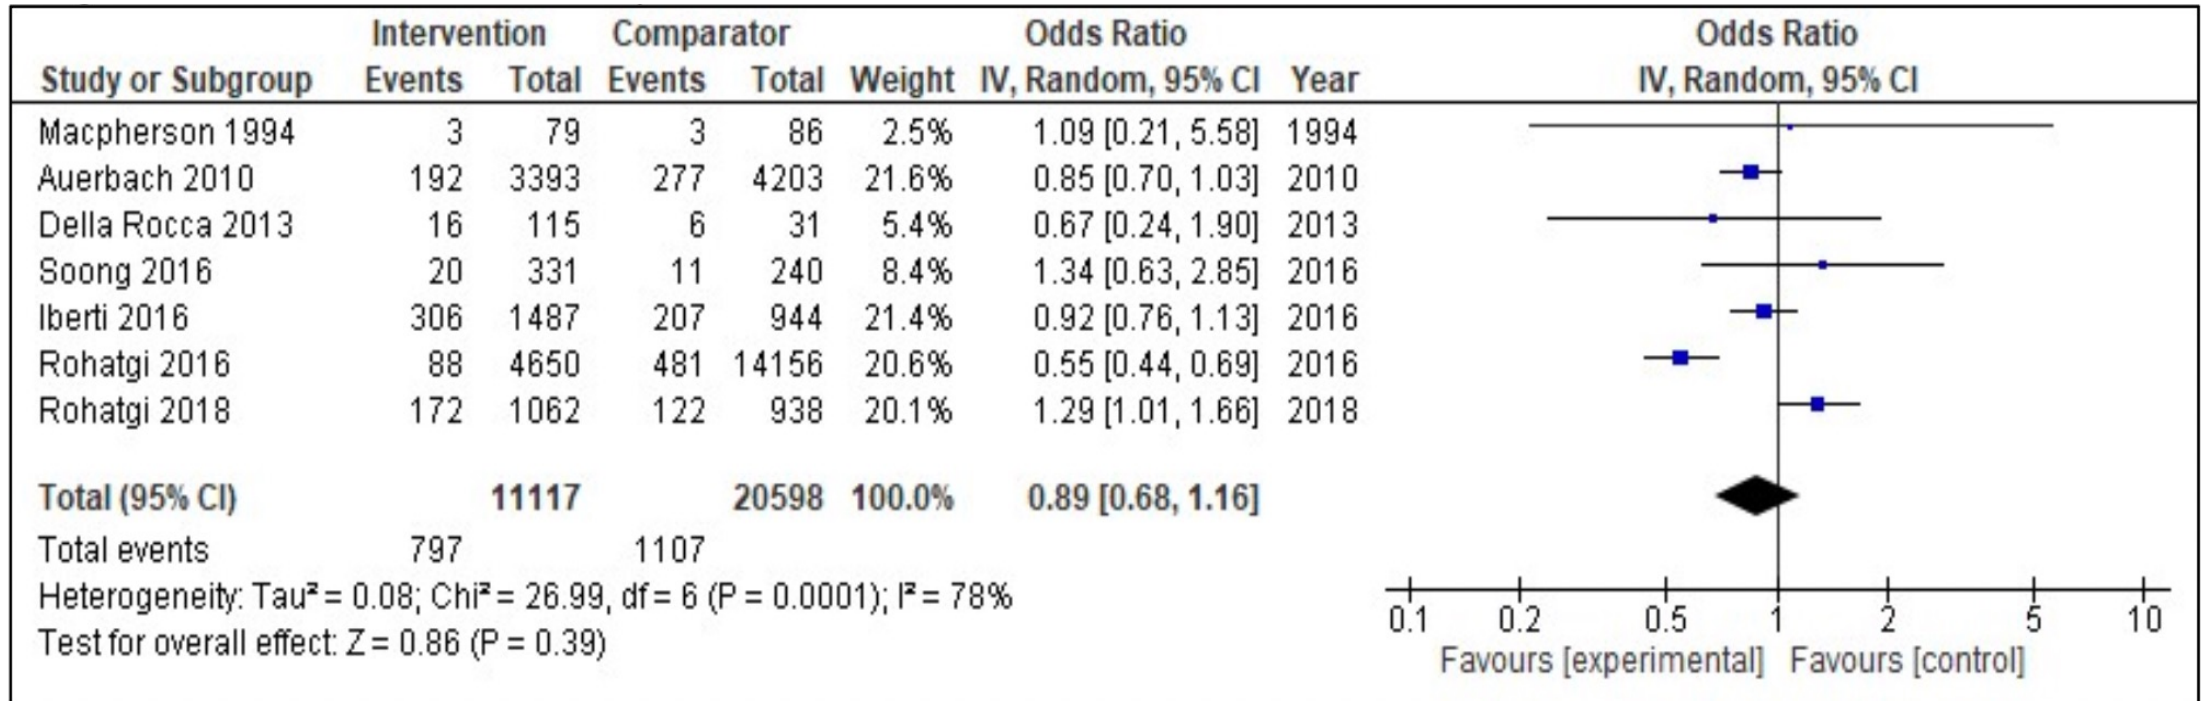 Intervention Comparator Odds Ratio Odds Ratio
Study or Subgroup Events Total Events Total Weight IV, Random, 95% CI Year IV, Random, 95% CI
Macpherson 1994 3 79 3 86 2.5% 1.09 [0.21, 5.58] 1994
Auerbach 2010 192 3393 277 4203 21.6% 0.85 [0.70, 1.03] 2010
Della Rocca 2013 16 115 6 31 5.4% 0.67 [0.24, 1.90] 2013
Soong 2016 20 331 11 240 8.4% 1.34 [0.63, 2.85] 2016
Iberti 2016 306 1487 207 944 21.4% 0.92 [0.76, 1.13] 2016
Rohatgi 2016 88 4650 481 14156 20.6% 0.55 [0.44, 0.69] 2016
Rohatgi 2018 172 1062 122 938 20.1% 1.29 [1.01, 1.66] 2018
Total (95% CI) 11117 20598 100.0% 0.89 [0.68, 1.16]
Total events 797 1107
Heterogeneity: Tau² = 0.08; Chi² = 26.99, df = 6 (P = 0.0001); I² = 78%
Test for overall effect: Z = 0.86 (P = 0.39)
0.1 0.2 0.5 1 2 5 10
Favours [experimental] Favours [control]